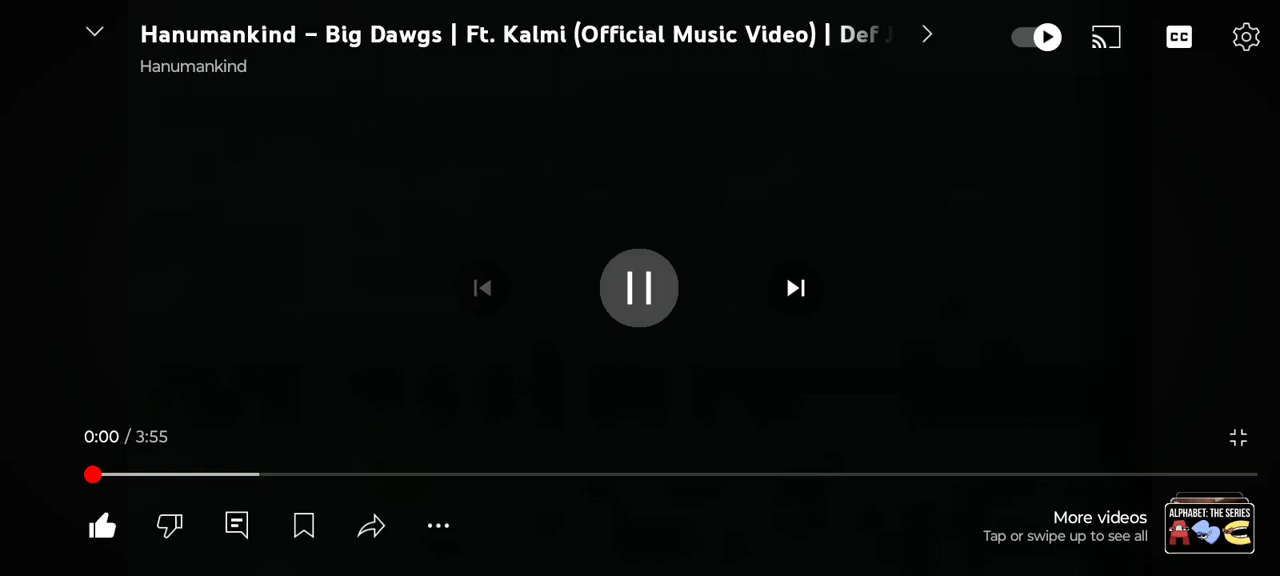 Hanumankind – Big Dawgs | Ft. Kalmi (Official Music Video) | Def
Hanumankind
CC
0:00 / 3:55
More videos
Tap or swipe up to see all
ALPHABET: THE SERIES